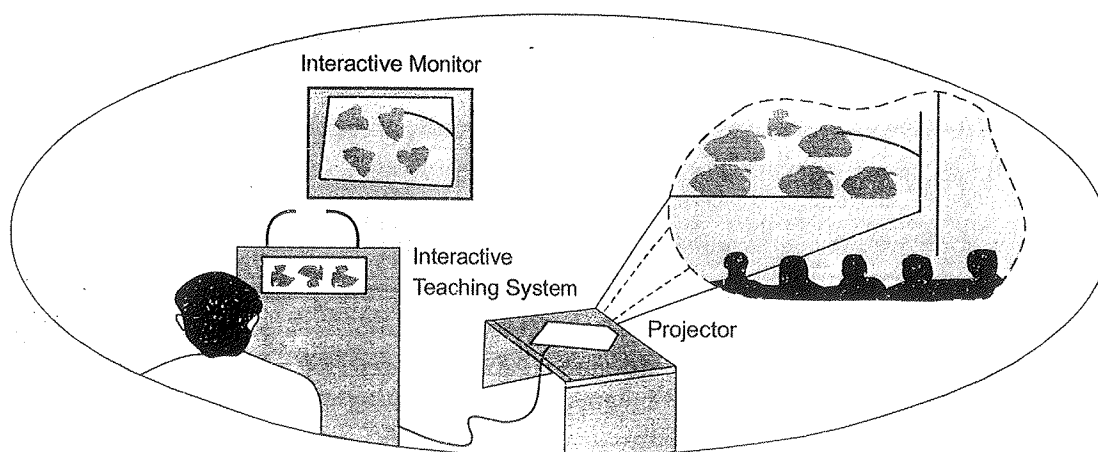 Interactive Monitor
Interactive
Teaching System
Projector